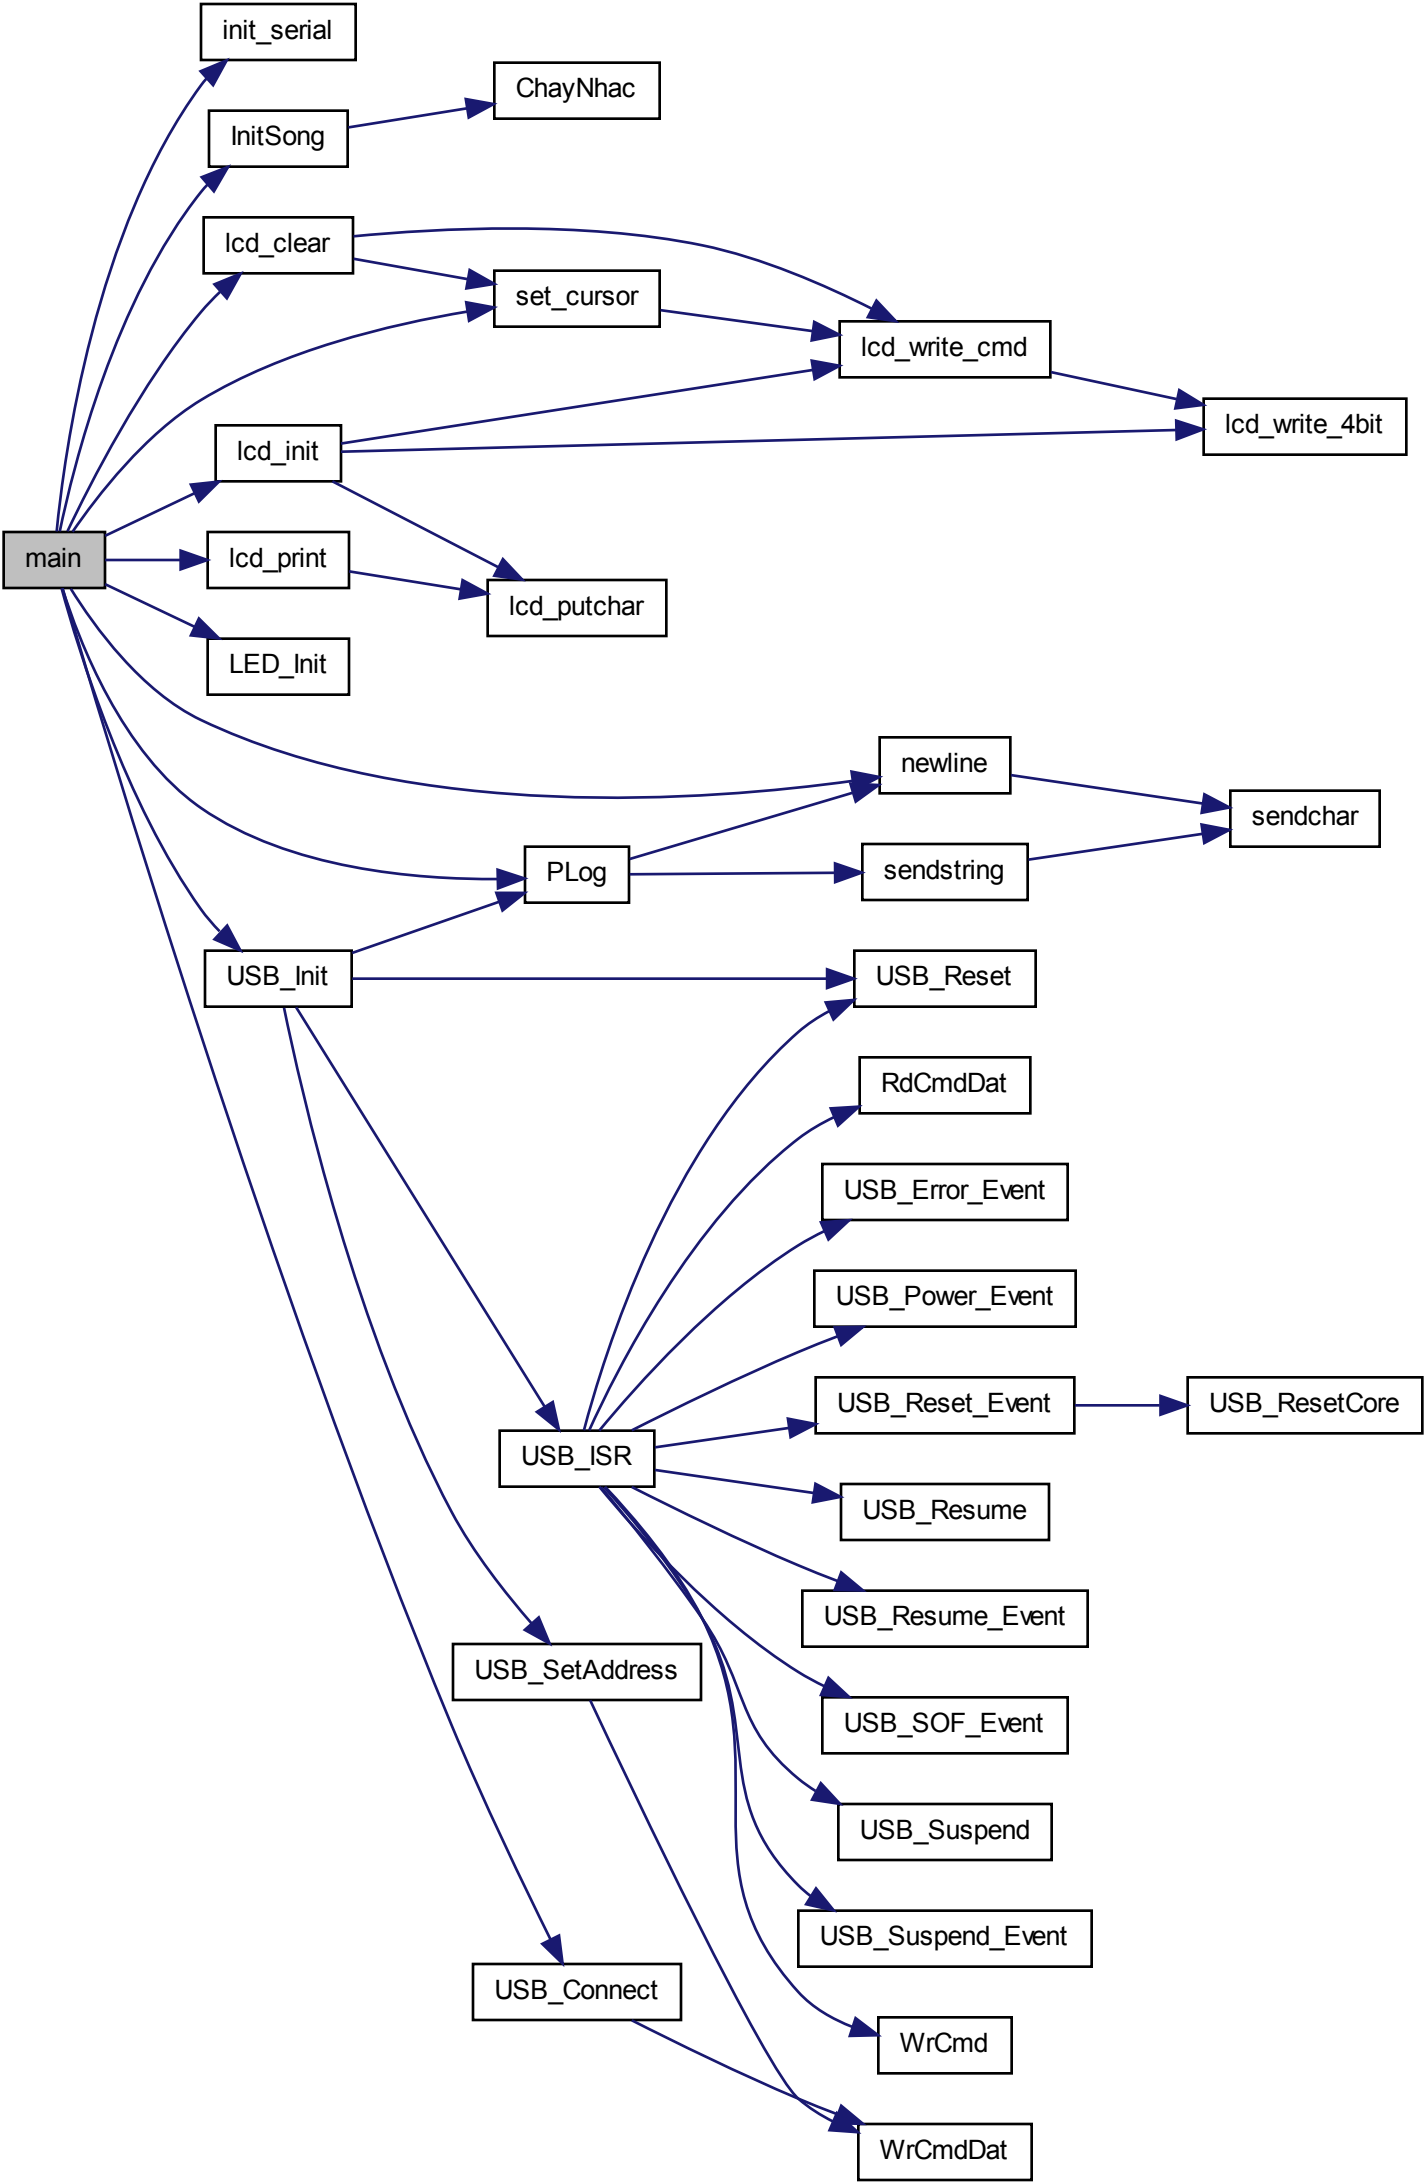 init_serial
ChayNhac
InitSong
lcd_clear
set_cursor
lcd_write_cmd
lcd_write_4bit
lcd_init
main
lcd_print
lcd_putchar
LED_Init
newline
sendchar
PLog
sendstring
USB_Init
USB_Reset
RdCmdDat
USB_Error_Event
USB_Power_Event
USB_Reset_Event
USB_ResetCore
USB_ISR
USB_Resume
USB_Resume_Event
USB_SetAddress
USB_SOF_Event
USB_Suspend
USB_Suspend_Event
USB_Connect
WrCmd
WrCmdDat